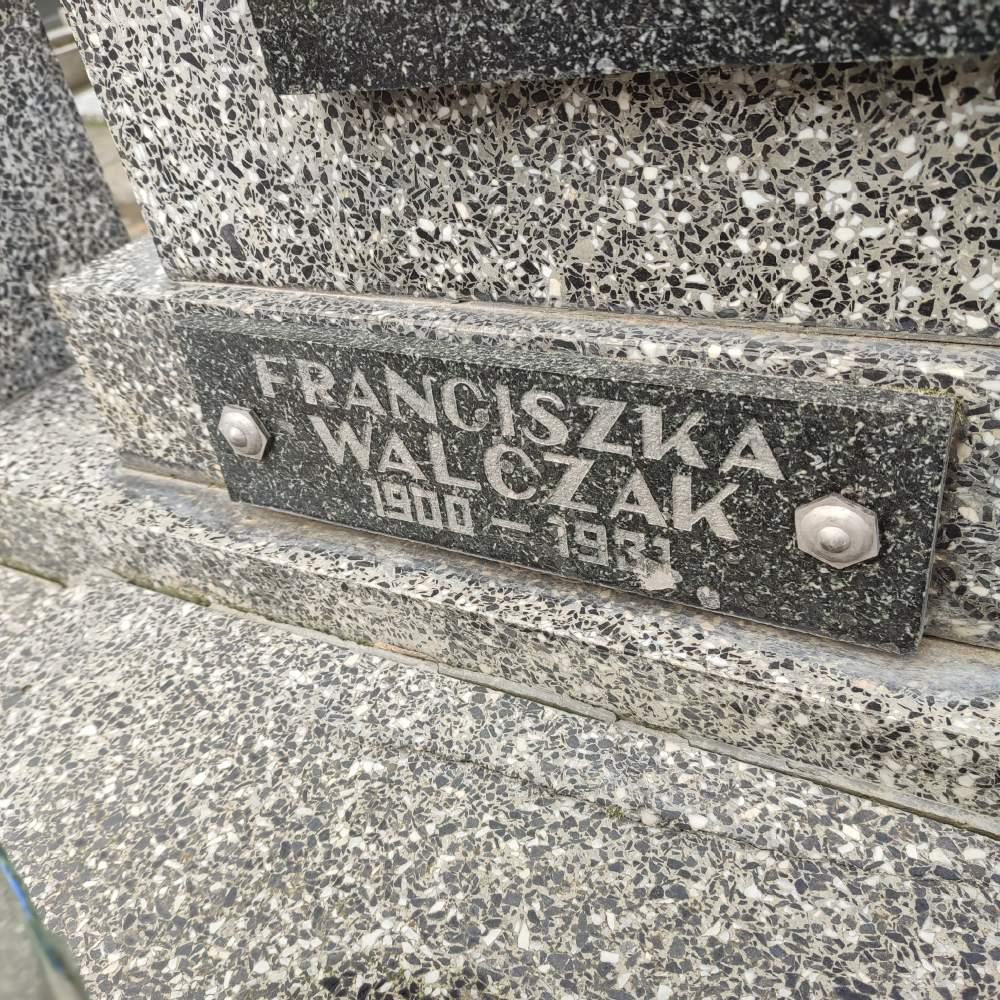 FRANCISZKA
WALCZAK
1900 – 1931